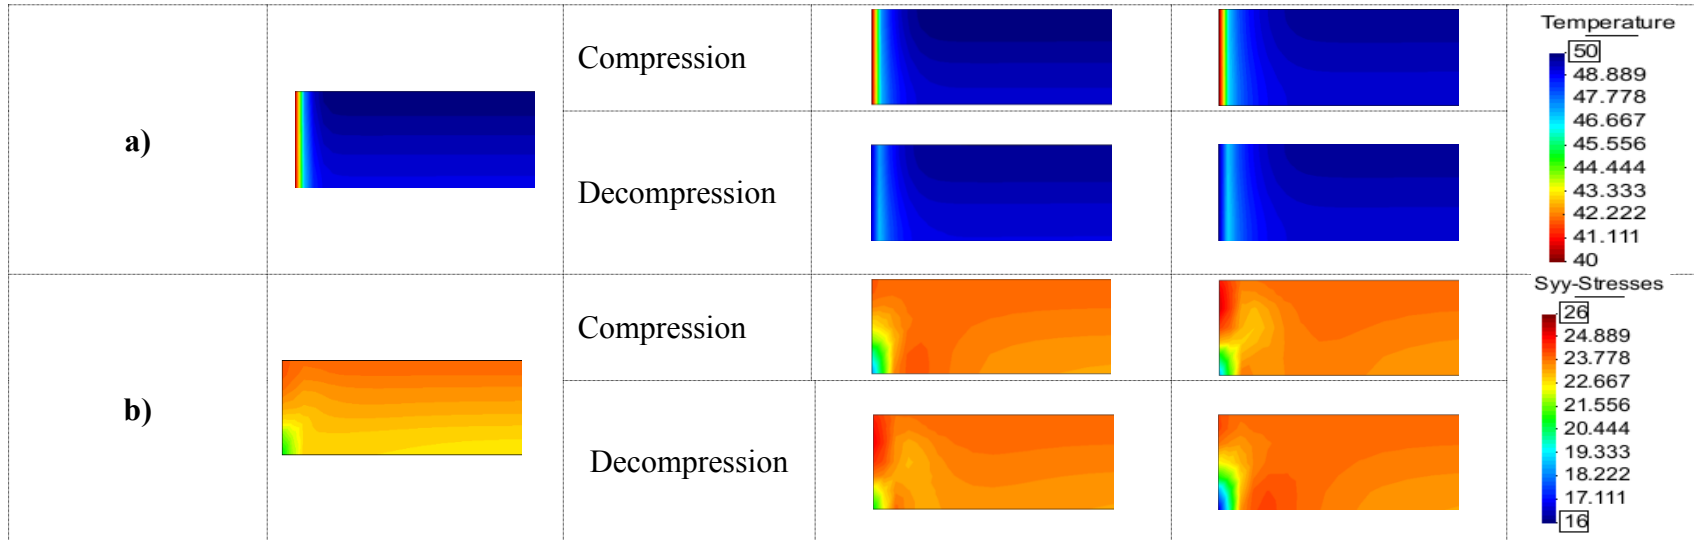 a)
Compression
Decompression
Temperature
50
48.889
47.778
46.667
45.556
44.444
43.333
42.222
41.111
40
b)
Compression
Decompression
Syy-Stresses
26
24.889
23.778
22.667
21.556
20.444
19.333
18.222
17.111
16